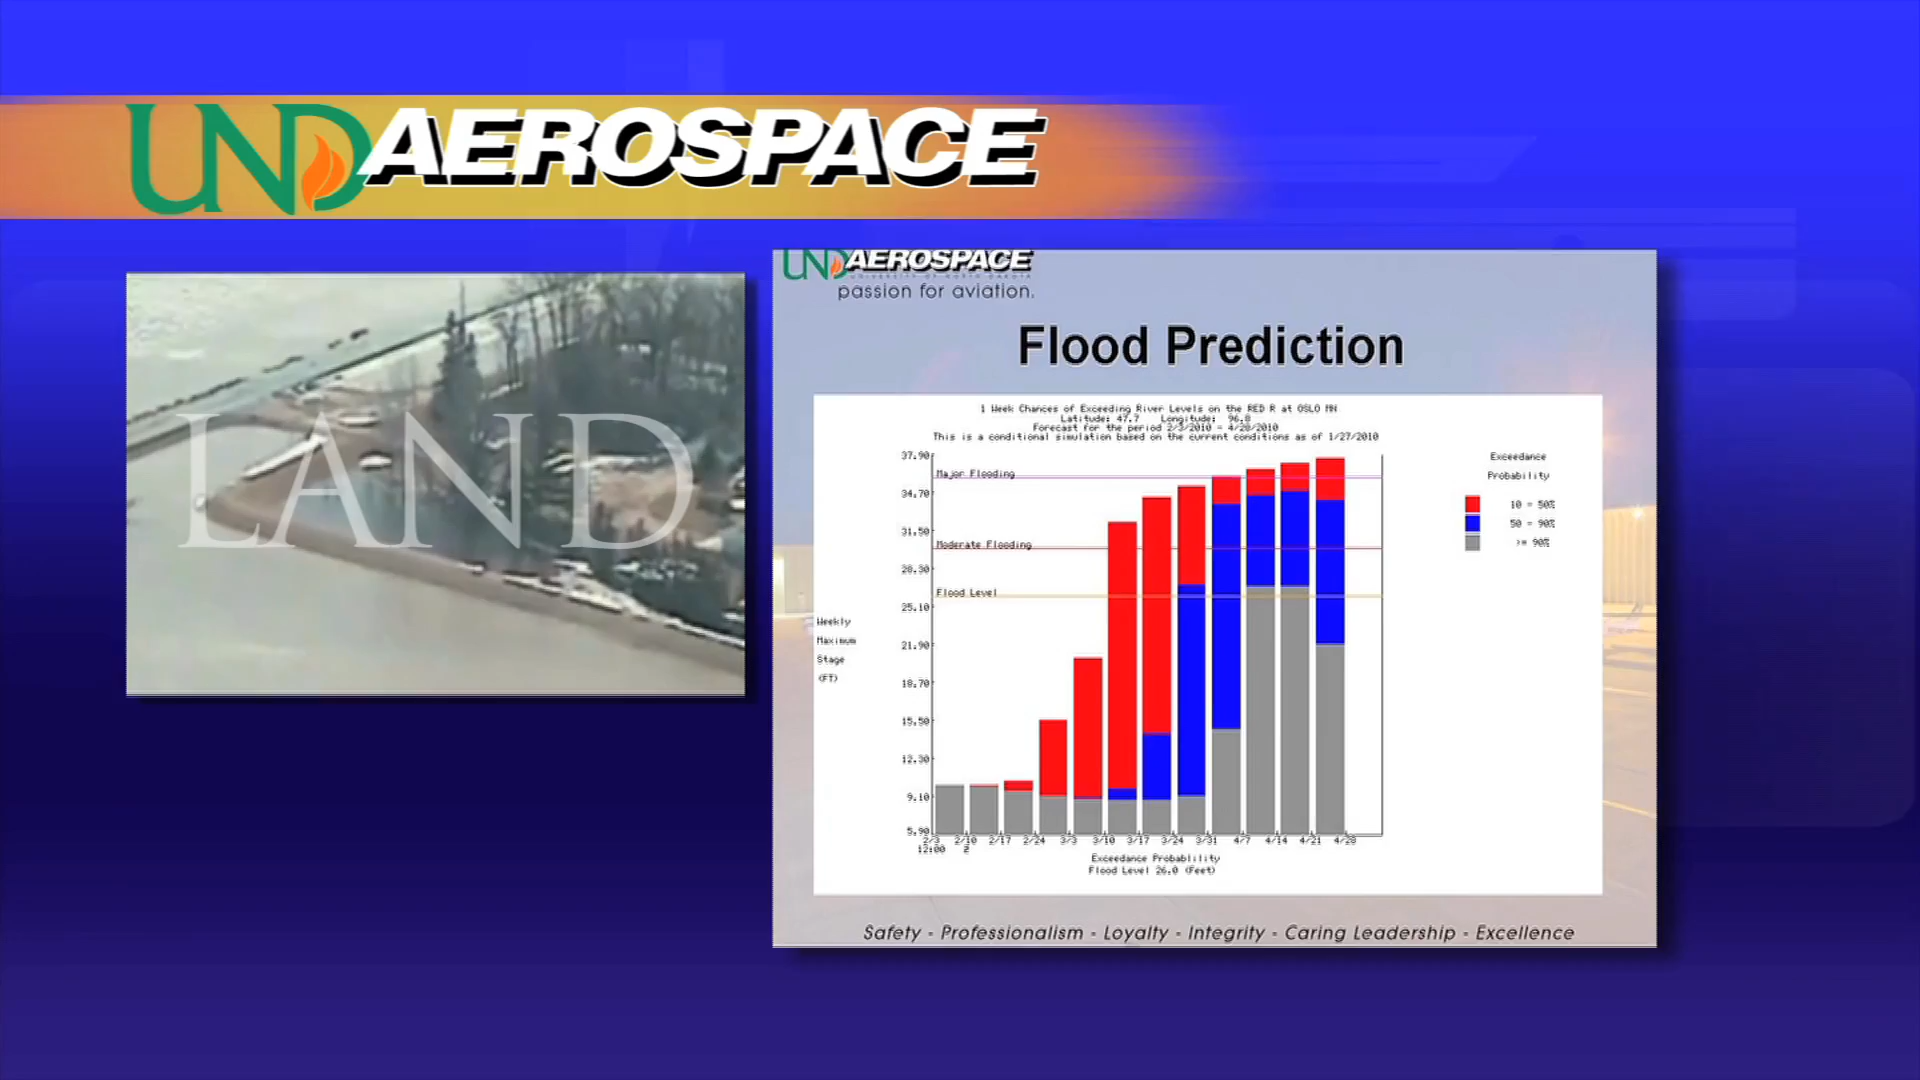 UND AEROSPACE
LAND
UND AEROSPACE
passion for aviation.
Flood Prediction
1 Week Chances of Exceeding River Levels on the RED R at OSLO MN
Latitude: 47.7 Longitude: 96.8
Forecast for the period 2/3/2010 - 4/28/2010
This is a conditional simulation based on the current conditions as of 1/27/2010
Exceedance
Probability
10 - 50%
50 - 90%
>= 90%
Weekly
Maximum
Stage
(FT)
37.90
Major Flooding
34.70
31.50
Moderate Flooding
28.30
Flood Level
25.10
21.90
18.70
15.50
12.30
9.10
5.90
2/3 2/10 2/17 2/24 3/3 3/10 3/17 3/24 3/31 4/7 4/14 4/21 4/28
12:00 Z
Exceedance Probability
Flood Level 26.0 (Feet)
Safety - Professionalism - Loyalty - Integrity - Caring Leadership - Excellence